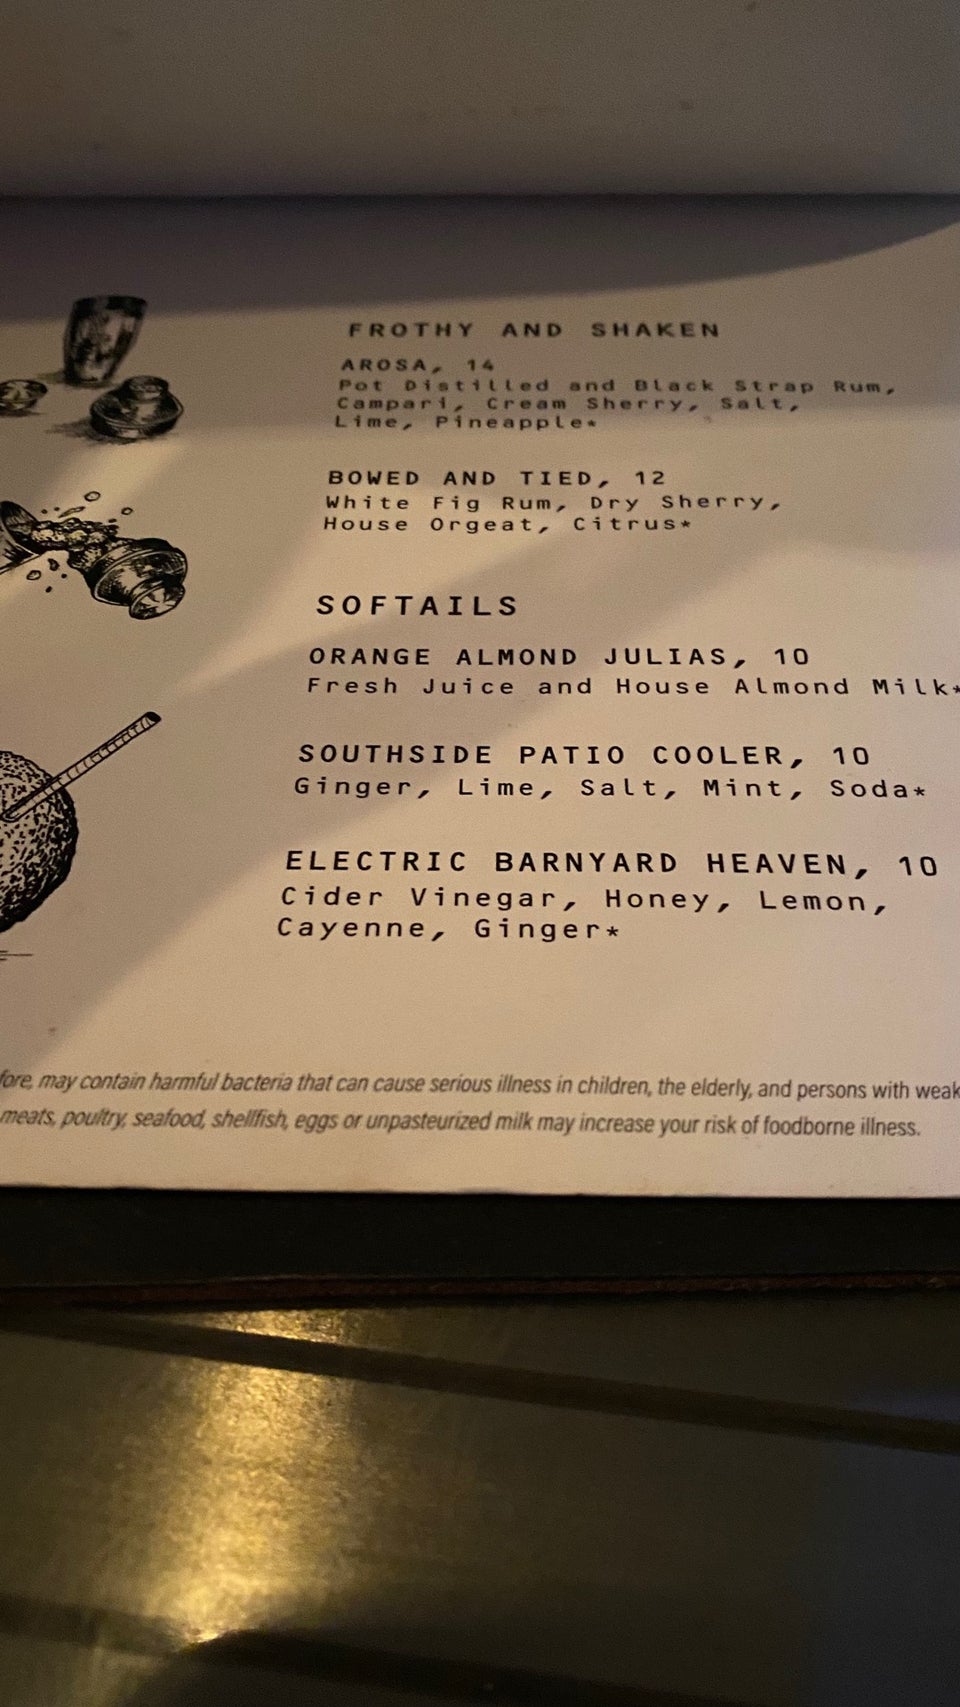 FROTHY AND SHAKEN
AROSA, 14
Pot Distilled and Black Strap Rum,
Campari, Cream Sherry, Salt,
Lime, Pineapple*
BOWED AND TIED, 12
White Fig Rum, Dry Sherry,
House Orgeat, Citrus*
SOFTAILS
ORANGE ALMOND JULIAS, 10
Fresh Juice and House Almond Milk*
SOUTHSIDE PATIO COOLER, 10
Ginger, Lime, Salt, Mint, Soda*
ELECTRIC BARNYARD HEAVEN, 10
Cider Vinegar, Honey, Lemon,
Cayenne, Ginger*
fore, may contain harmful bacteria that can cause serious illness in children, the elderly, and persons with weak
meats, poultry, seafood, shellfish, eggs or unpasteurized milk may increase your risk of foodborne illness.